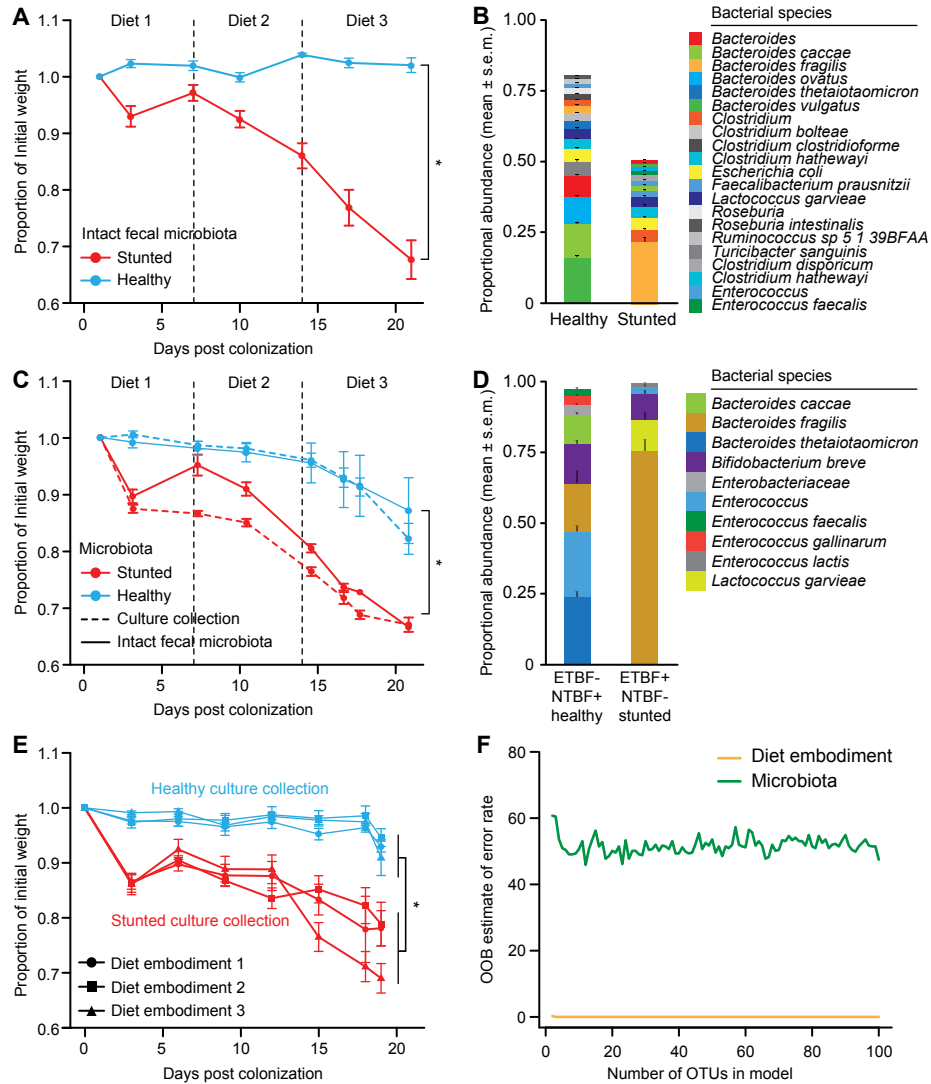 A
Diet 1
Diet 2
Diet 3
1.1
1.0
0.9
0.8
0.7
0.6
Proportion of Initial weight
*
Intact fecal microbiota
Stunted
Healthy
0
5
10
15
20
Days post colonization
B
1.00
0.75
0.50
0.25
0
Proportional abundance (mean ± s.e.m.)
Healthy
Stunted
Bacterial species
Bacteroides
Bacteroides caccae
Bacteroides fragilis
Bacteroides ovatus
Bacteroides thetaiotaomicron
Bacteroides vulgatus
Clostridium
Clostridium bolteae
Clostridium clostridioforme
Clostridium hathewayi
Escherichia coli
Faecalibacterium prausnitzii
Lactococcus garvieae
Roseburia
Roseburia intestinalis
Ruminococcus sp 5 1 39BFAA
Turicibacter sanguinis
Clostridium disporicum
Clostridium hathewayi
Enterococcus
Enterococcus faecalis
C
Diet 1
Diet 2
Diet 3
1.1
1.0
0.9
0.8
0.7
0.6
Proportion of Initial weight
*
Microbiota
Stunted
Healthy
Culture collection
Intact fecal microbiota
0
5
10
15
20
Days post colonization
D
1.00
0.75
0.50
0.25
0
Proportional abundance (mean ± s.e.m.)
ETBF-
NTBF+
healthy
ETBF+
NTBF-
stunted
Bacterial species
Bacteroides caccae
Bacteroides fragilis
Bacteroides thetaiotaomicron
Bifidobacterium breve
Enterobacteriaceae
Enterococcus
Enterococcus faecalis
Enterococcus gallinarum
Enterococcus lactis
Lactococcus garvieae
E
1.1
1.0
0.9
0.8
0.7
0.6
Proportion of initial weight
Healthy culture collection
*
Stunted culture collection
Diet embodiment 1
Diet embodiment 2
Diet embodiment 3
0
5
10
15
20
Days post colonization
F
80
60
40
20
0
OOB estimate of error rate
Diet embodiment
Microbiota
0
20
40
60
80
100
Number of OTUs in model